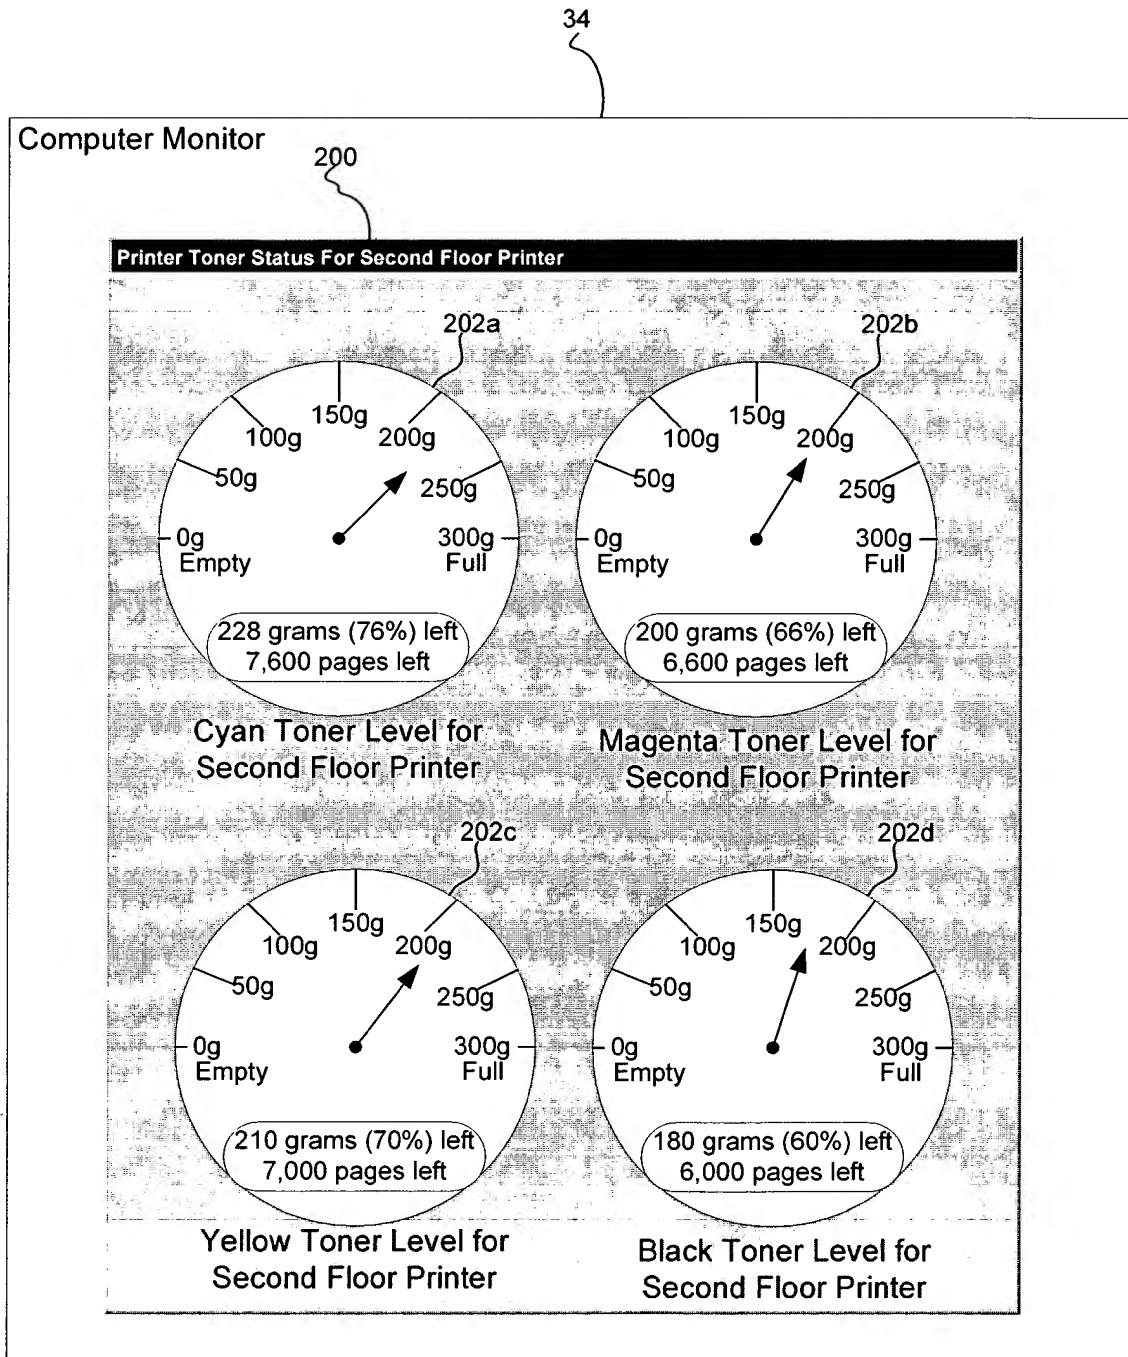 34
Computer Monitor
200
Printer Toner Status For Second Floor Printer
202a
202b
150g
100g
200g
50g
250g
0g
Empty
300g
Full
228 grams (76%) left
7,600 pages left
Cyan Toner Level for
Second Floor Printer
150g
100g
200g
50g
250g
0g
Empty
300g
Full
200 grams (66%) left
6,600 pages left
Magenta Toner Level for
Second Floor Printer
202c
202d
150g
100g
200g
50g
250g
0g
Empty
300g
Full
210 grams (70%) left
7,000 pages left
Yellow Toner Level for
Second Floor Printer
150g
100g
200g
50g
250g
0g
Empty
300g
Full
180 grams (60%) left
6,000 pages left
Black Toner Level for
Second Floor Printer